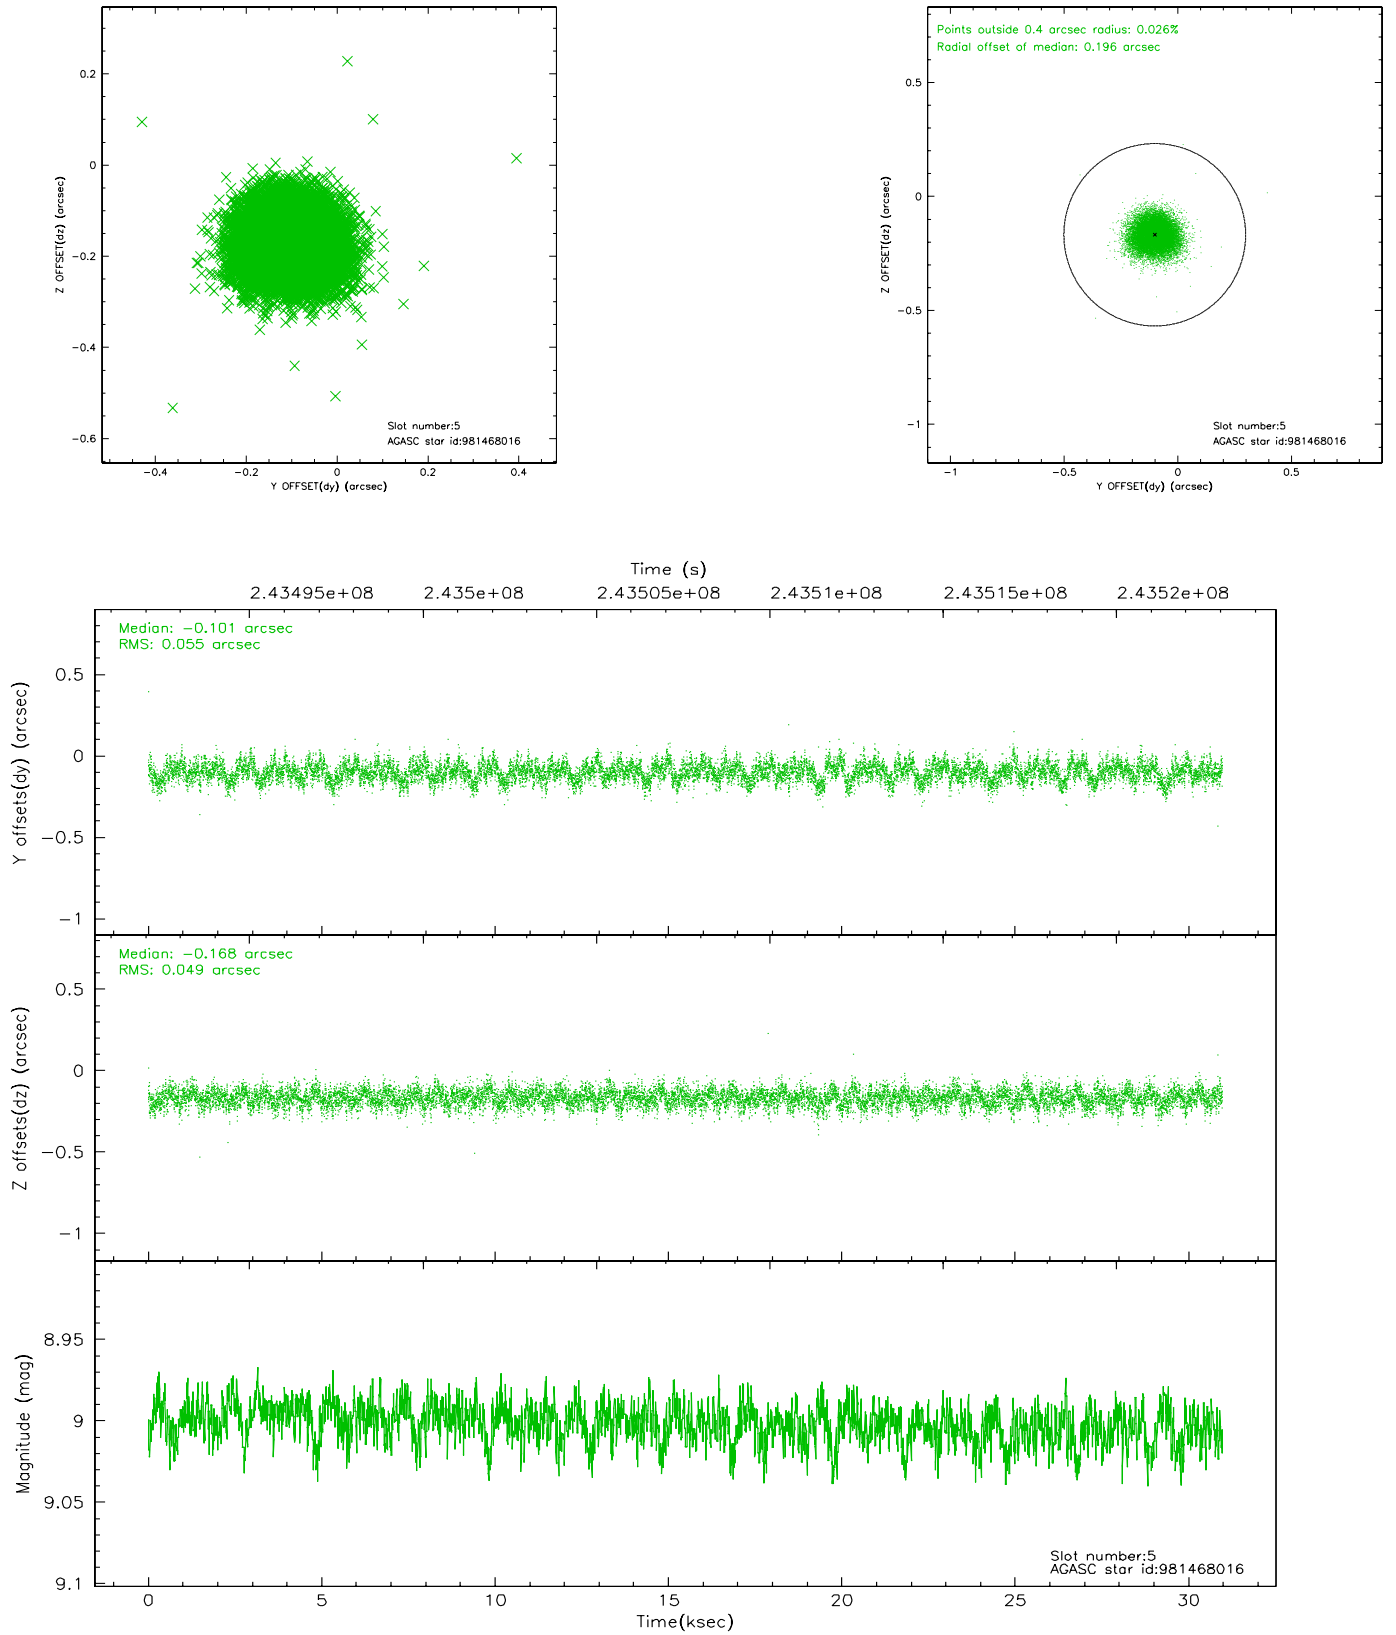 0.2
0
−0.2
−0.4
−0.6
Z OFFSET(dz) (arcsec)
Slot number:5
AGASC star id:981468016
−0.4 −0.2 0 0.2 0.4
Y OFFSET(dy) (arcsec)
Points outside 0.4 arcsec radius: 0.026%
Radial offset of median: 0.196 arcsec
0.5
0
−0.5
−1
Z OFFSET(dz) (arcsec)
Slot number:5
AGASC star id:981468016
−1 −0.5 0 0.5
Y OFFSET(dy) (arcsec)
Time (s)
2.43495e+08 2.435e+08 2.43505e+08 2.4351e+08 2.43515e+08 2.4352e+08
Median: −0.101 arcsec
RMS: 0.055 arcsec
0.5
0
−0.5
−1
Y offsets(dy) (arcsec)
Median: −0.168 arcsec
RMS: 0.049 arcsec
0.5
0
−0.5
−1
Z offsets(dz) (arcsec)
8.95
9
9.05
9.1
Magnitude (mag)
Slot number:5
AGASC star id:981468016
0 5 10 15 20 25 30
Time(ksec)